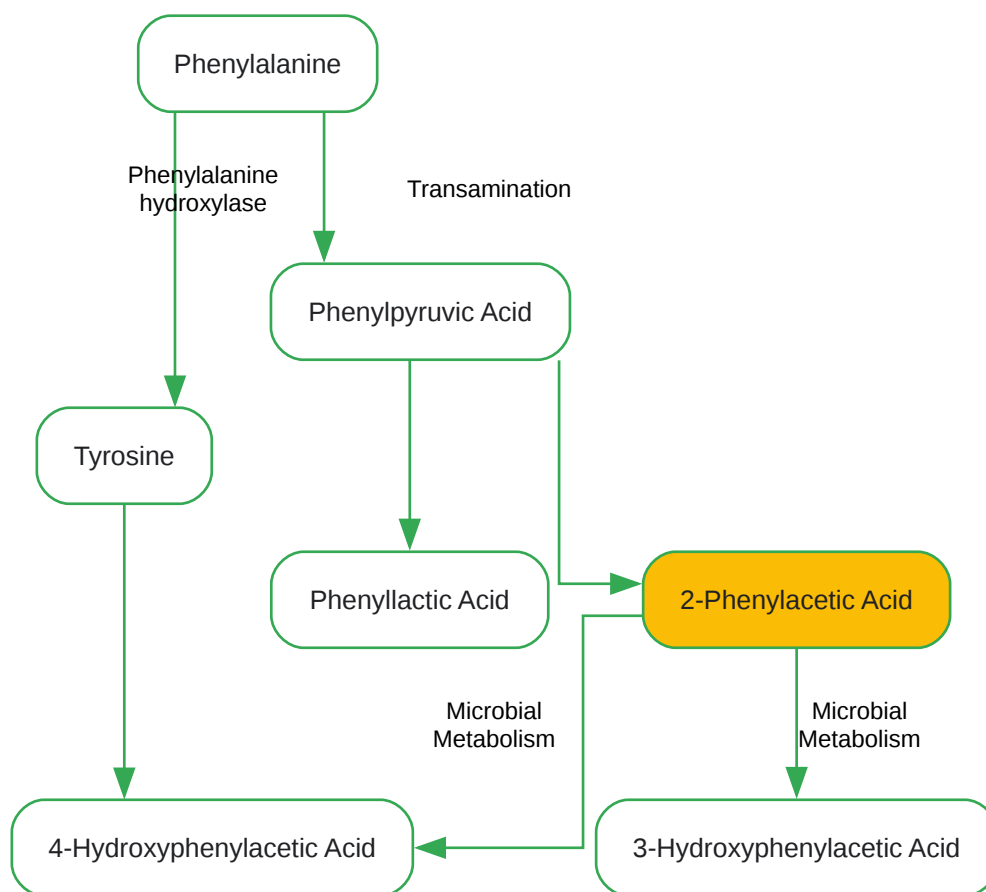 Phenylalanine
Phenylalanine
hydroxylase
Transamination
Phenylpyruvic Acid
Tyrosine
Phenyllactic Acid
2-Phenylacetic Acid
Microbial
Metabolism
Microbial
Metabolism
4-Hydroxyphenylacetic Acid
3-Hydroxyphenylacetic Acid